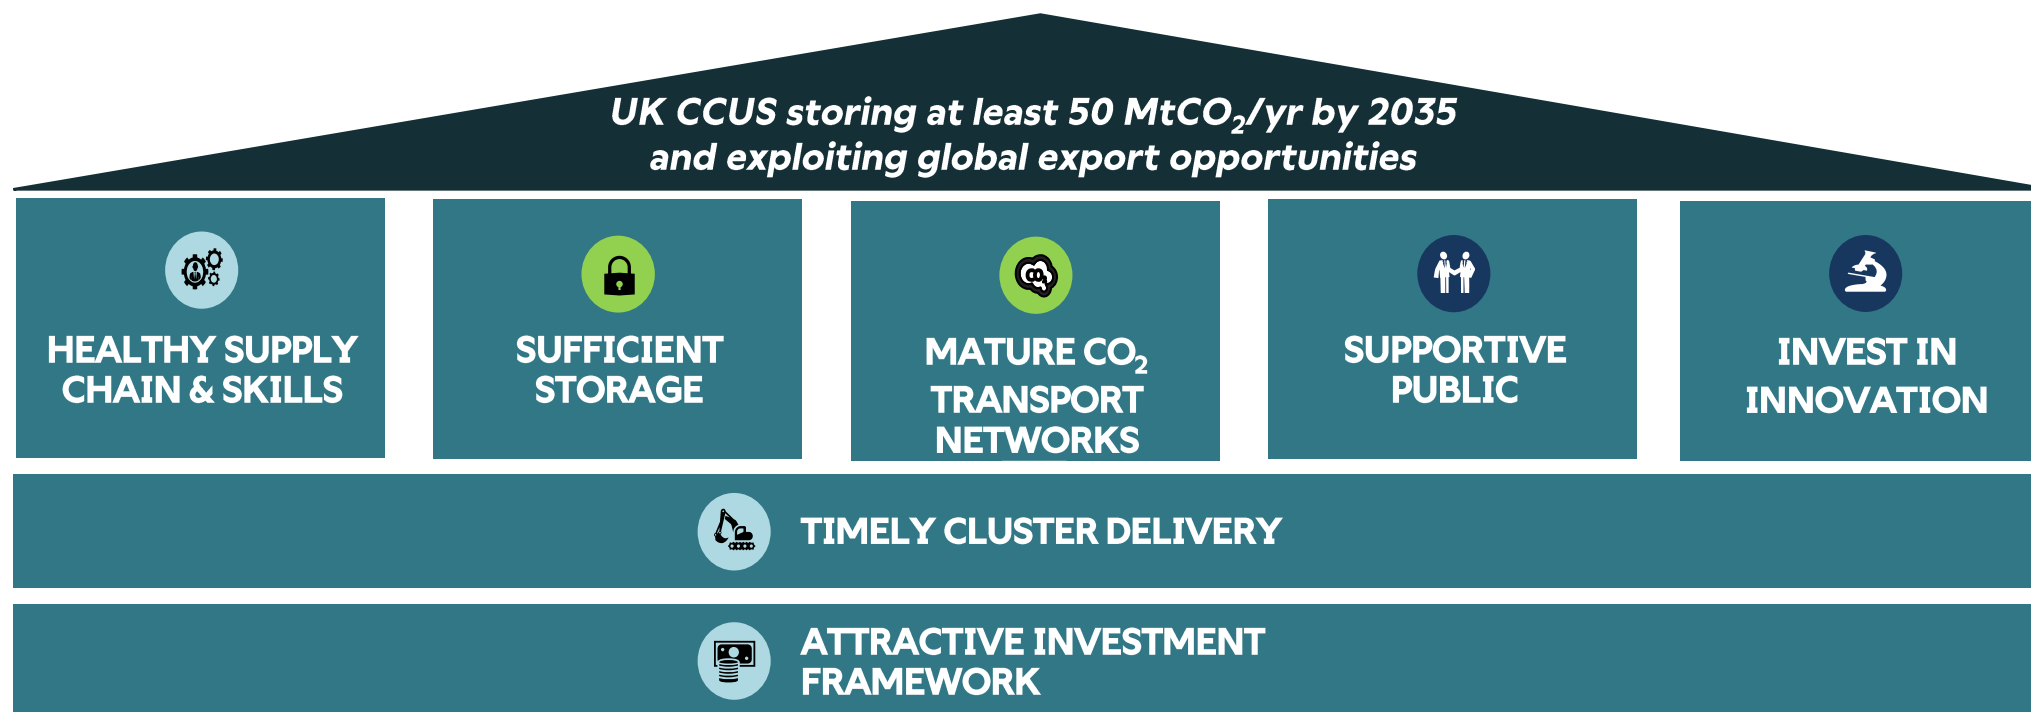 UK CCUS storing at least 50 MtCO₂/yr by 2035
and exploiting global export opportunities
HEALTHY SUPPLY
CHAIN & SKILLS
SUFFICIENT
STORAGE
MATURE CO₂
TRANSPORT
NETWORKS
SUPPORTIVE
PUBLIC
INVEST IN
INNOVATION
TIMELY CLUSTER DELIVERY
ATTRACTIVE INVESTMENT
FRAMEWORK